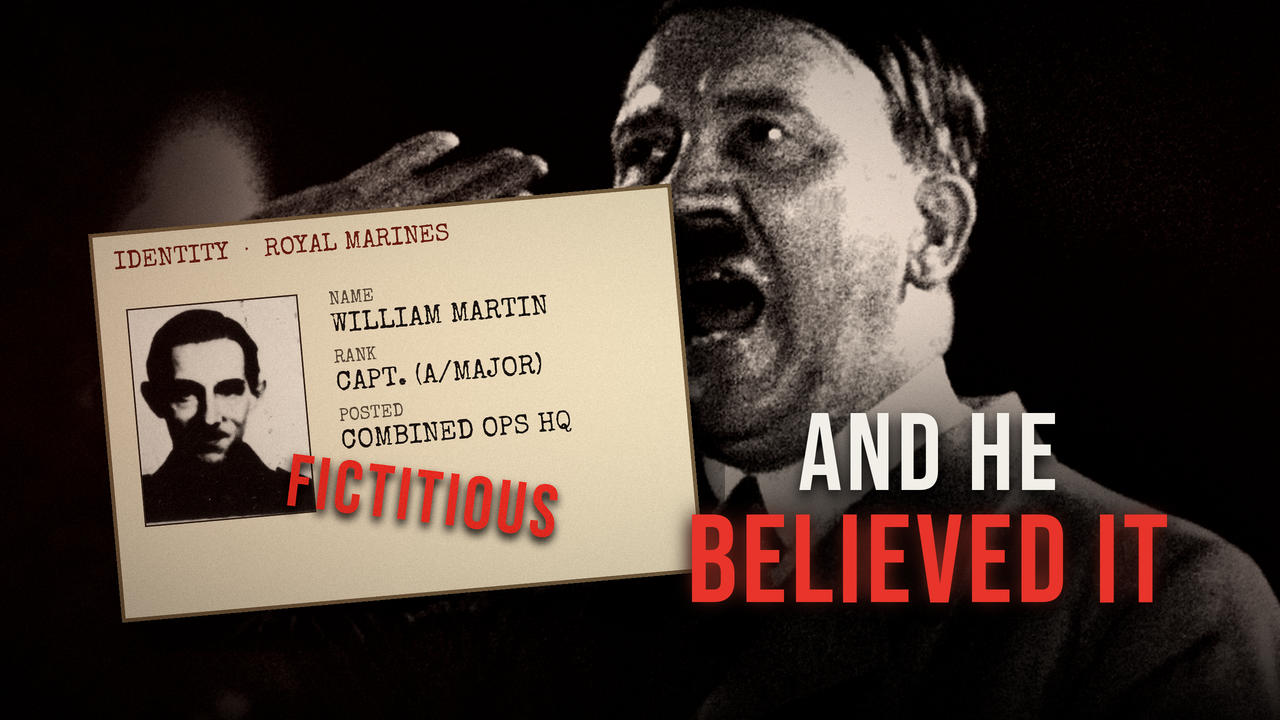 IDENTITY · ROYAL MARINES
NAME
WILLIAM MARTIN
RANK
CAPT. (A/MAJOR)
POSTED
COMBINED OPS HQ
FICTITIOUS
AND HE
BELIEVED IT